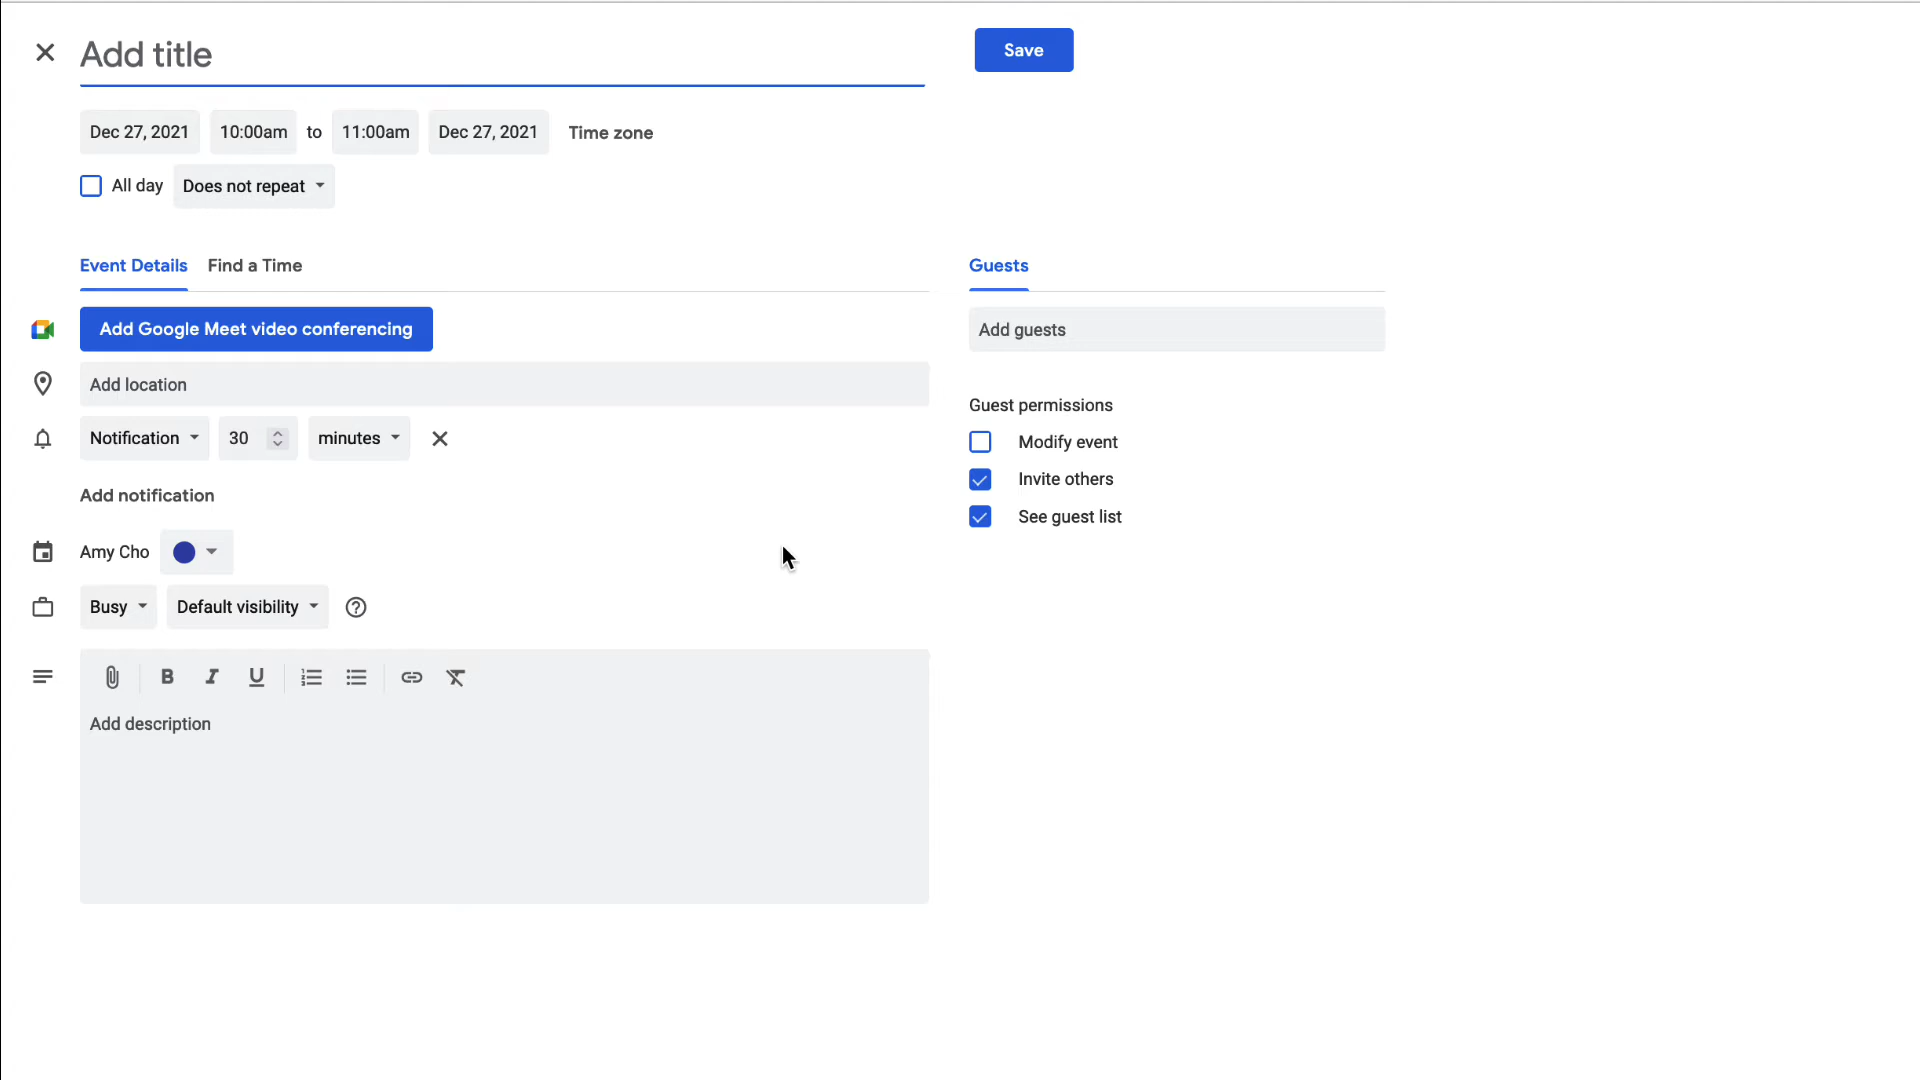 Add title
Save
Dec 27, 2021 10:00am to 11:00am Dec 27, 2021 Time zone
All day Does not repeat
Event Details Find a Time
Guests
Add Google Meet video conferencing
Add guests
Add location
Guest permissions
Notification 30 minutes
Modify event
Invite others
Add notification
See guest list
Amy Cho
Busy Default visibility
B I U
Add description